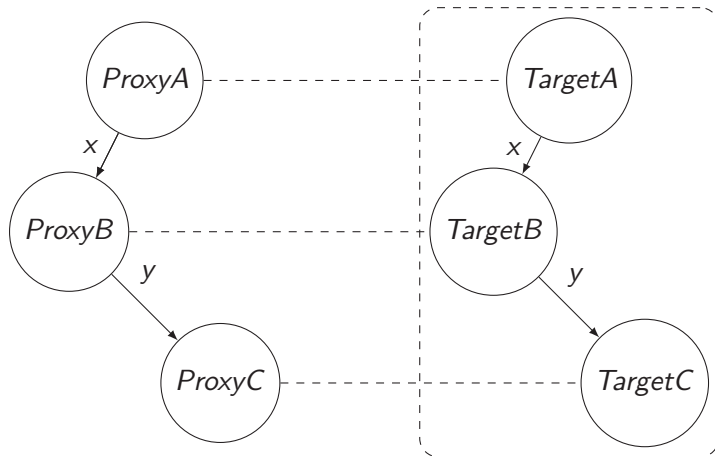 ProxyA
TargetA
x
x
ProxyB
TargetB
y
y
ProxyC
TargetC